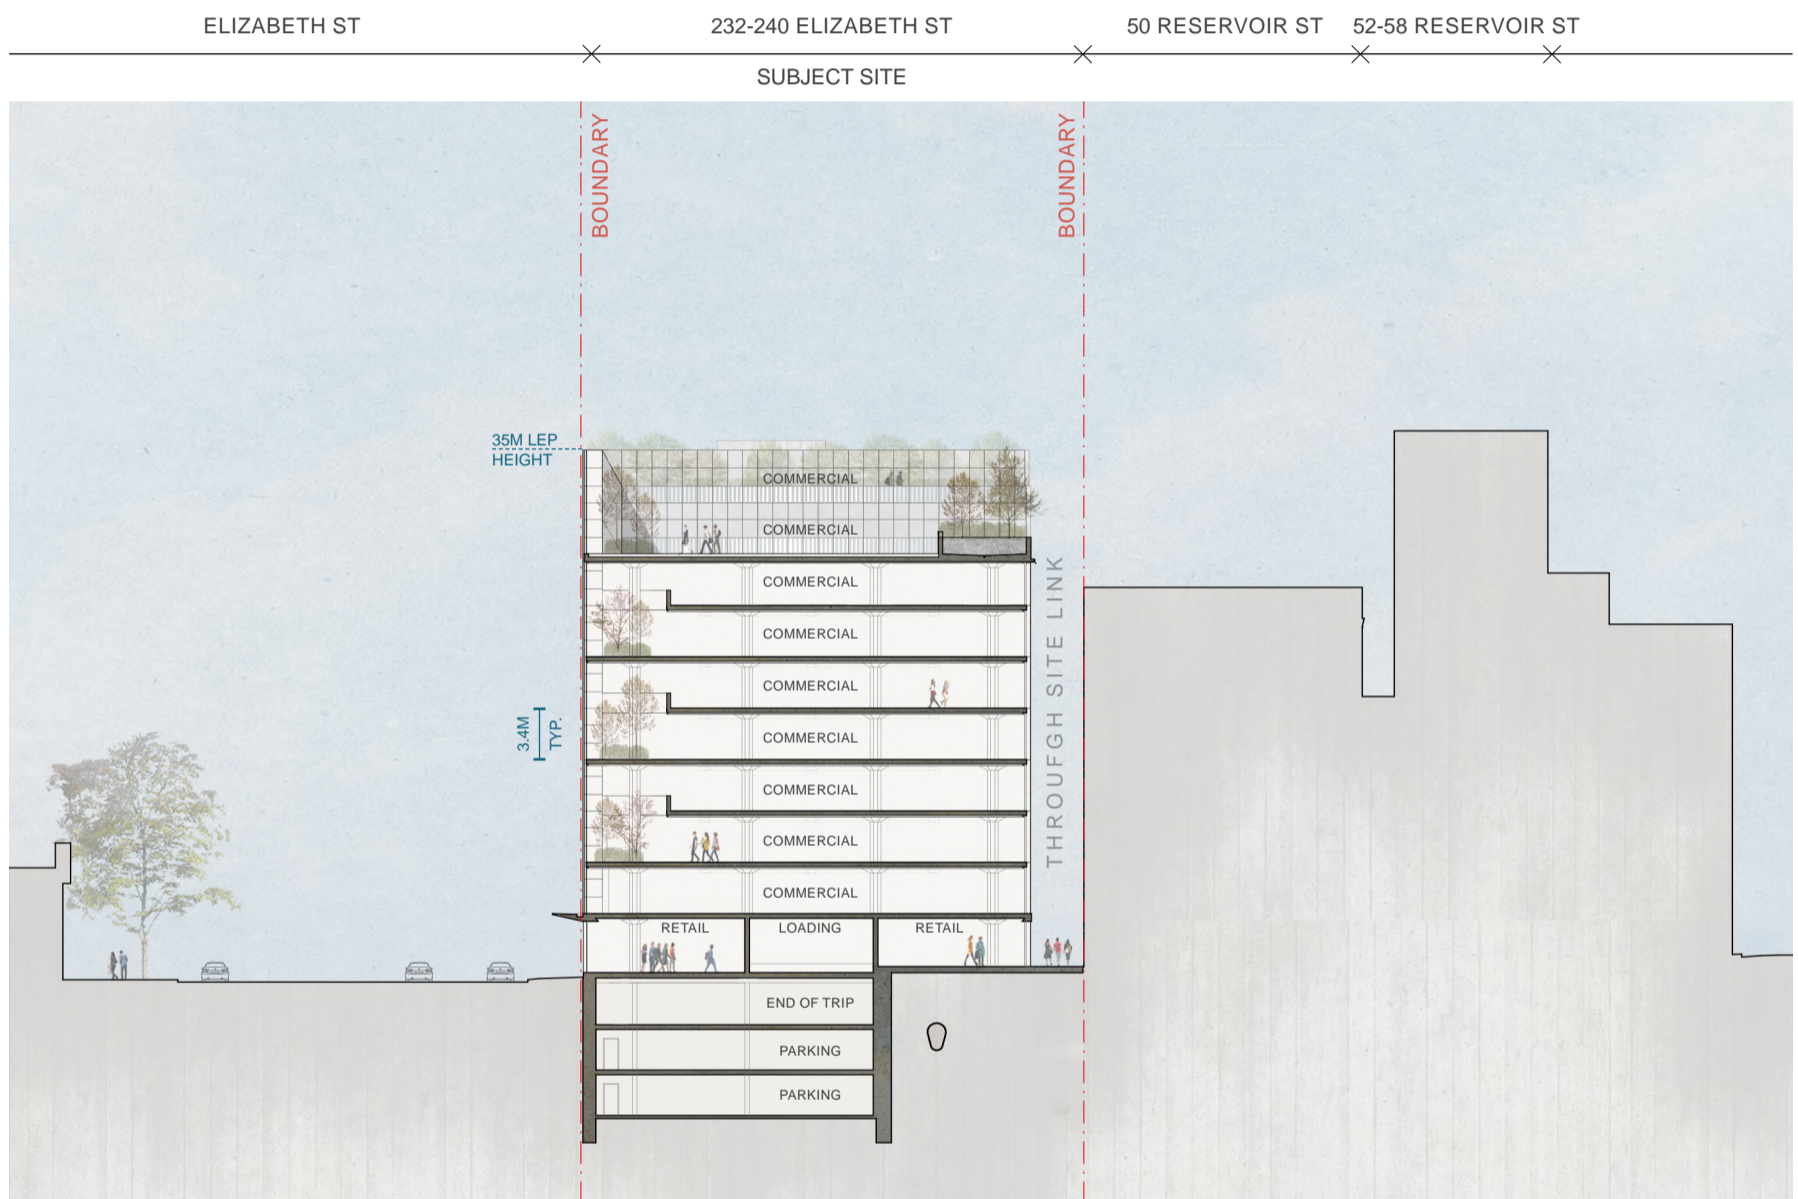 ELIZABETH ST
232-240 ELIZABETH ST
50 RESERVOIR ST
52-58 RESERVOIR ST
SUBJECT SITE
BOUNDARY
BOUNDARY
35M LEP
HEIGHT
COMMERCIAL
COMMERCIAL
COMMERCIAL
COMMERCIAL
COMMERCIAL
3.4M
TYP.
COMMERCIAL
COMMERCIAL
COMMERCIAL
COMMERCIAL
THROUFGH SITE LINK
RETAIL
LOADING
RETAIL
END OF TRIP
PARKING
PARKING